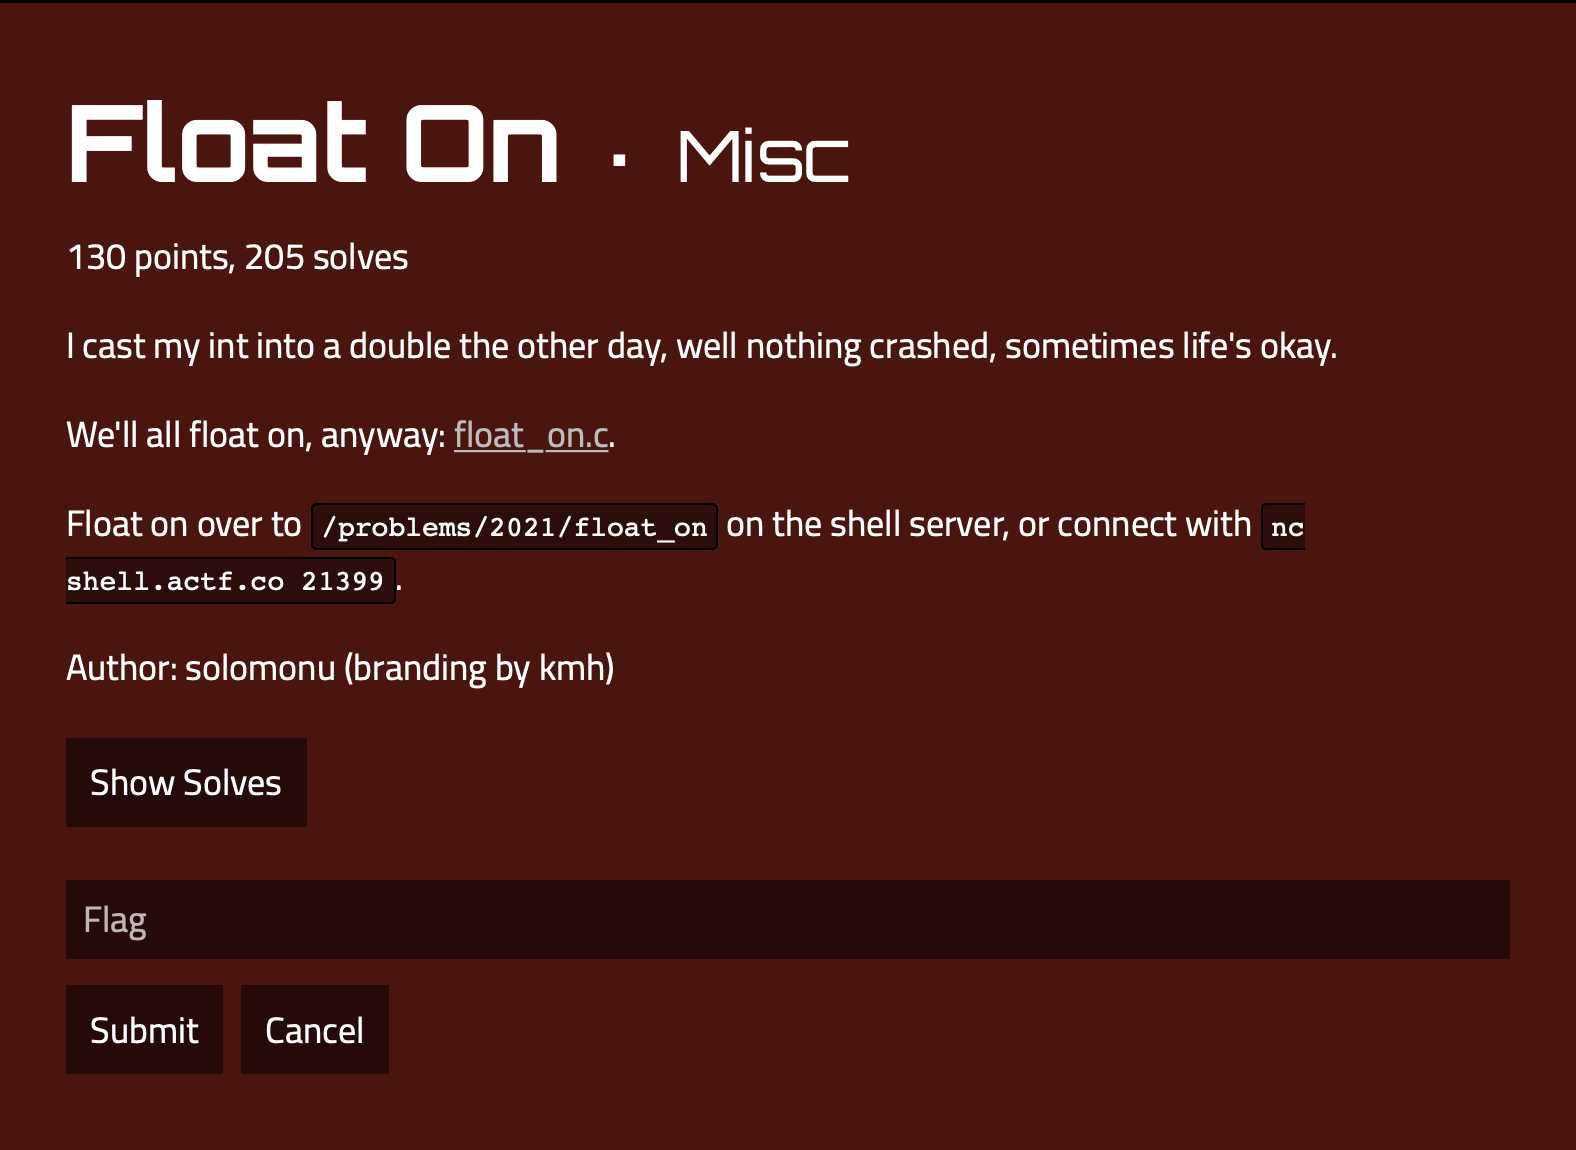 Float On · Misc
130 points, 205 solves
I cast my int into a double the other day, well nothing crashed, sometimes life's okay.
We'll all float on, anyway: float_on.c.
Float on over to /problems/2021/float_on on the shell server, or connect with nc
shell.actf.co 21399.
Author: solomonu (branding by kmh)
Show Solves
Flag
Submit Cancel